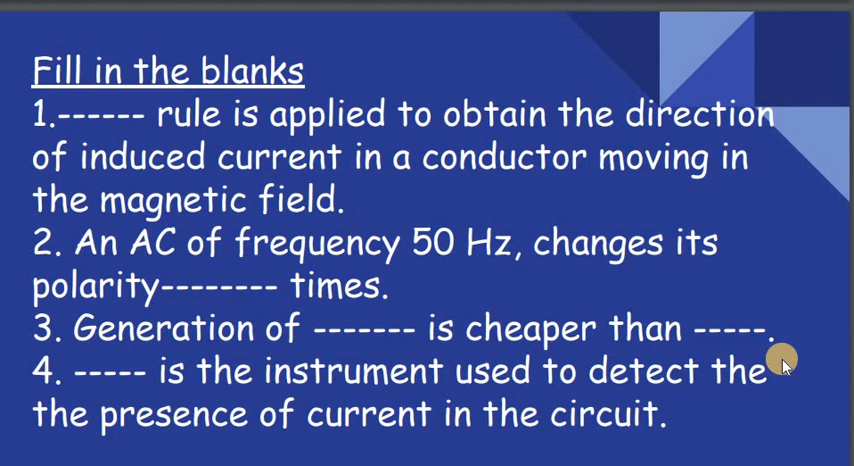 Fill in the blanks
1.------ rule is applied to obtain the direction
of induced current in a conductor moving in
the magnetic field.
2. An AC of frequency 50 Hz, changes its
polarity-------- times.
3. Generation of ------- is cheaper than -----.
4. ----- is the instrument used to detect the
the presence of current in the circuit.